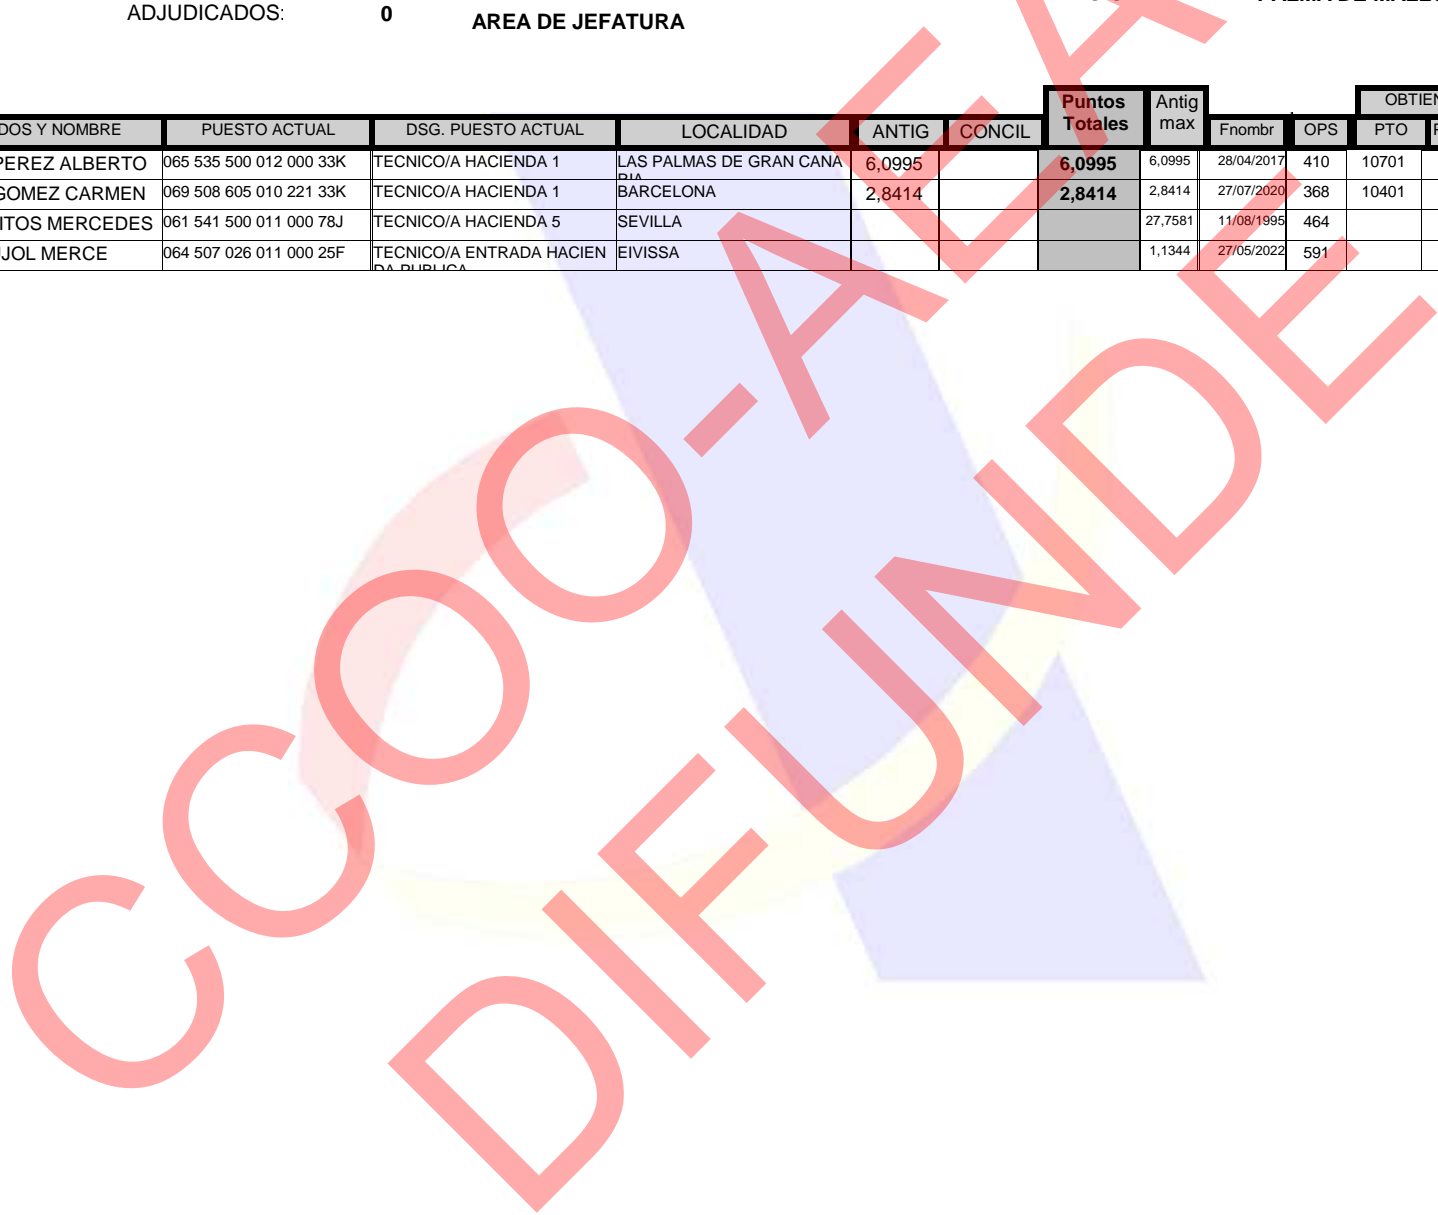 ADJUDICADOS: 0
AREA DE JEFATURA
Puntos Totales Antig max OBTIEN
DOS Y NOMBRE PUESTO ACTUAL DSG. PUESTO ACTUAL LOCALIDAD ANTIG CONCIL Fnombr OPS PTO
PEREZ ALBERTO 065 535 500 012 000 33K TECNICO/A HACIENDA 1 LAS PALMAS DE GRAN CANA 6,0995 6,0995 6,0995 28/04/2017 410 10701
RIA
GOMEZ CARMEN 069 508 605 010 221 33K TECNICO/A HACIENDA 1 BARCELONA 2,8414 2,8414 2,8414 27/07/2020 368 10401
ITOS MERCEDES 061 541 500 011 000 78J TECNICO/A HACIENDA 5 SEVILLA 27,7581 11/08/1995 464
JOL MERCE 064 507 026 011 000 25F TECNICO/A ENTRADA HACIEN EIVISSA 1,1344 27/05/2022 591
DA PUBLICA
CCOO-AEA
DIFUNDE